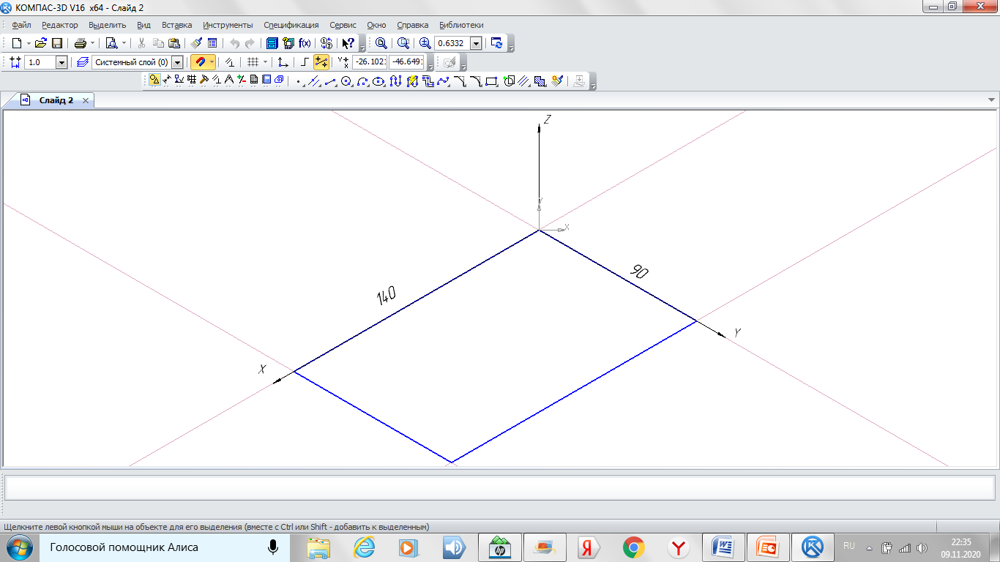 КОМПАС-3D V16 x64 - Слайд 2
Файл Редактор Выделить Вид Вставка Инструменты Спецификация Сервис Окно Справка Библиотеки
f(x) 0.6332
1.0 Системный слой (0) -26.1021 -46.6491
Слайд 2
Z
Y
X
90
140
Y
X
Щелкните левой кнопкой мыши на объекте для его выделения (вместе с Ctrl или Shift - добавить к выделенным)
Голосовой помощник Алиса
RU
22:35
09.11.2020